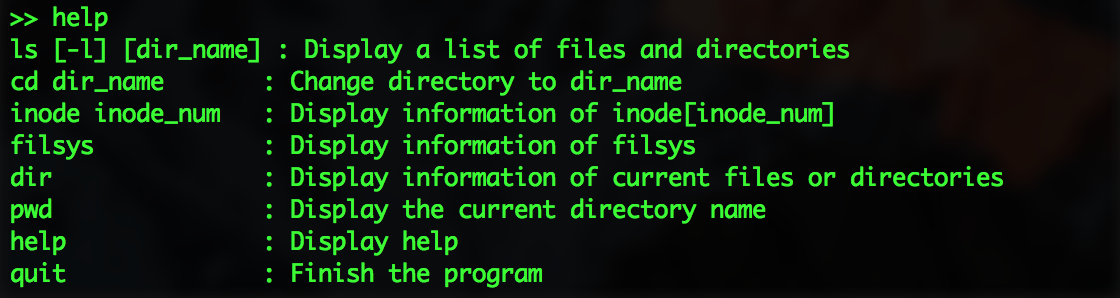 >> help
ls [-l] [dir_name] : Display a list of files and directories
cd dir_name       : Change directory to dir_name
inode inode_num   : Display information of inode[inode_num]
filsys            : Display information of filsys
dir               : Display information of current files or directories
pwd               : Display the current directory name
help              : Display help
quit              : Finish the program